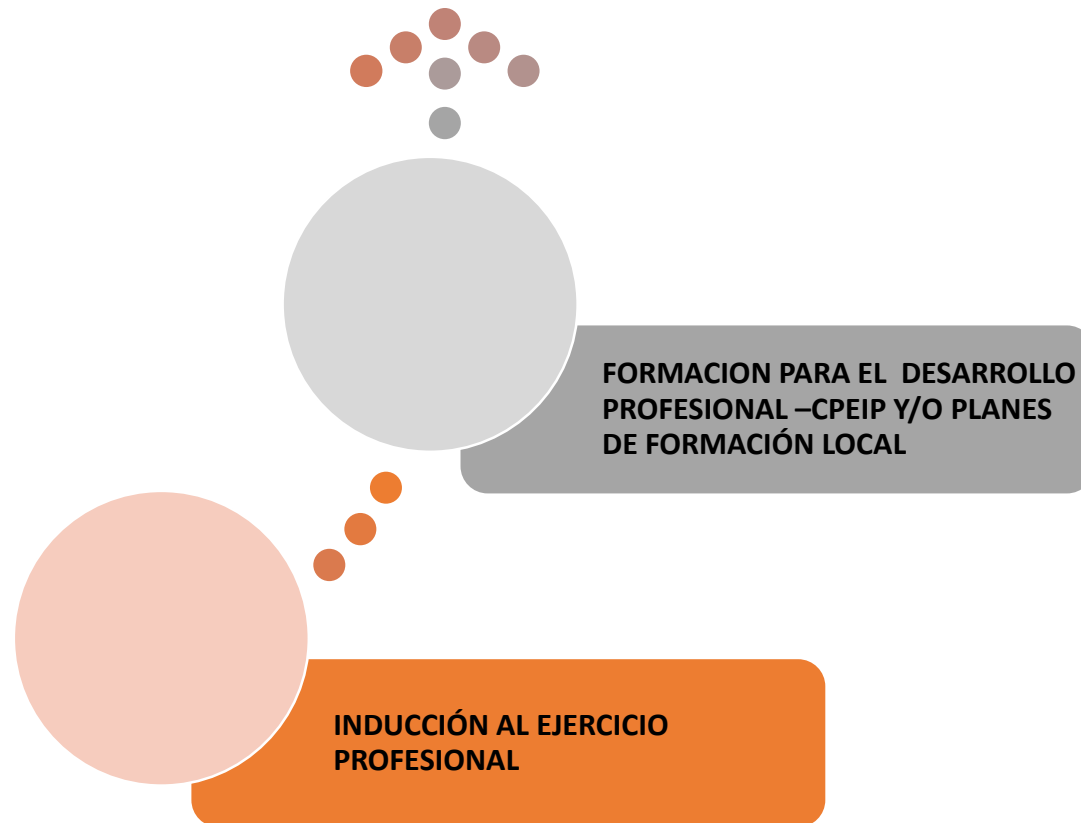 FORMACION PARA EL DESARROLLO
PROFESIONAL –CPEIP Y/O PLANES
DE FORMACIÓN LOCAL
INDUCCIÓN AL EJERCICIO
PROFESIONAL